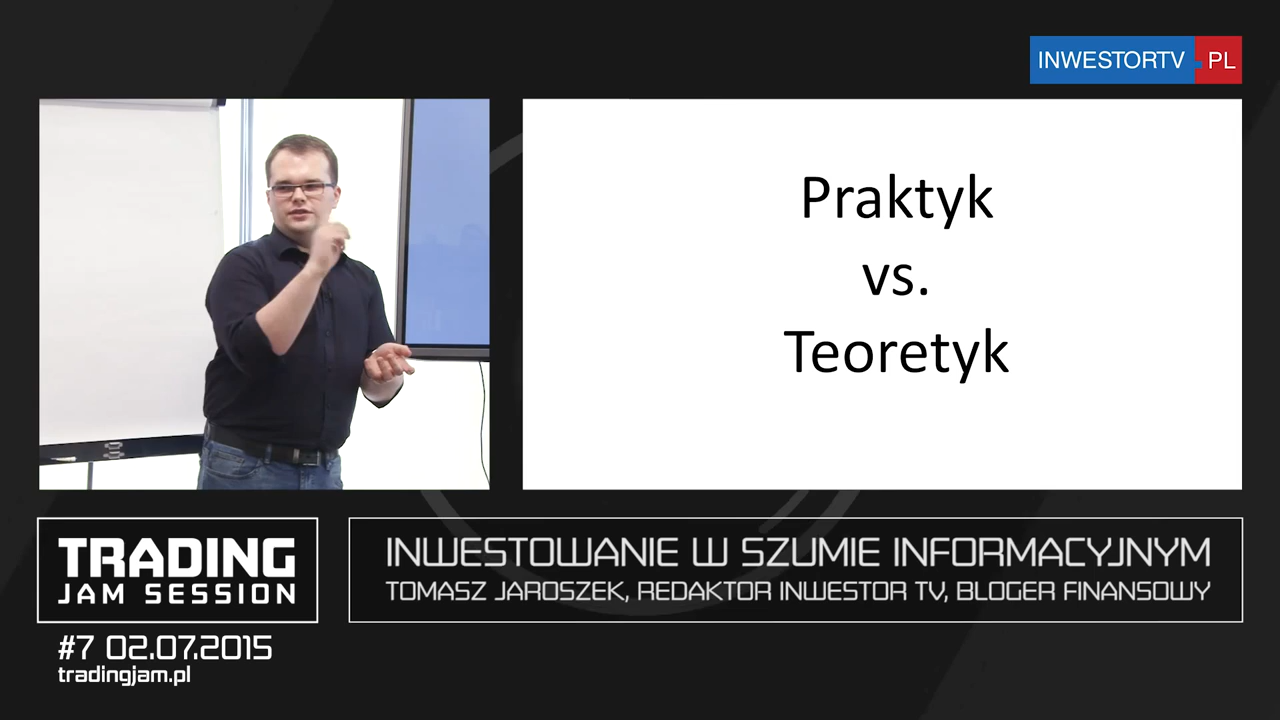 INWESTORTV.PL
Praktyk
vs.
Teoretyk
TRADING
JAM SESSION
INWESTOWANIE W SZUMIE INFORMACYJNYM
TOMASZ JAROSZEK, REDAKTOR INWESTOR TV, BLOGER FINANSOWY
#7 02.07.2015
tradingjam.pl